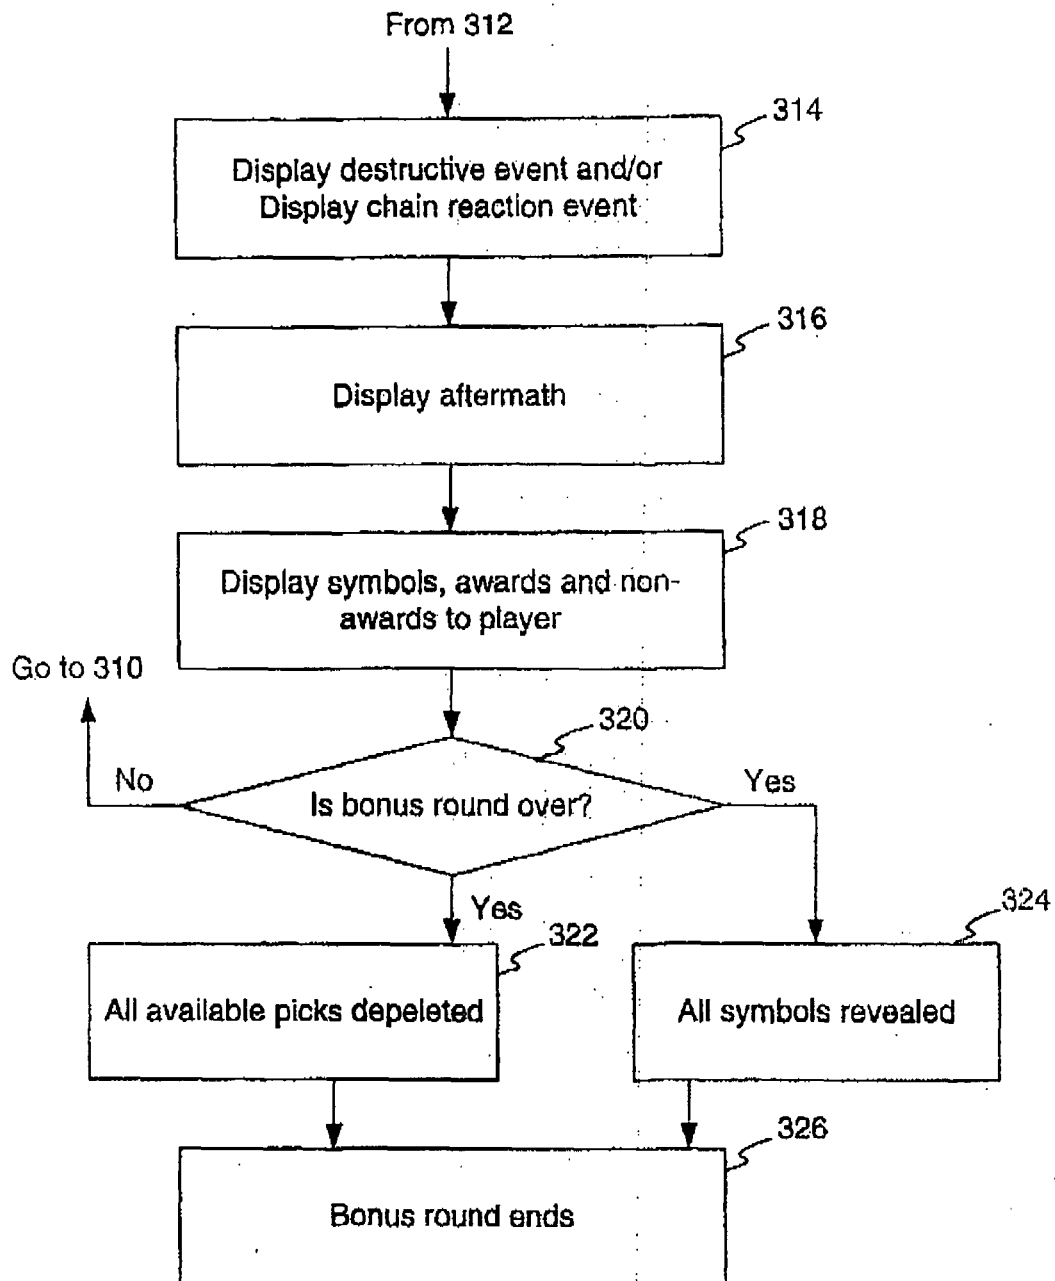 From 312
314
Display destructive event and/or
Display chain reaction event
316
Display aftermath
318
Display symbols, awards and non-
awards to player
Go to 310
320
No
Is bonus round over?
Yes
Yes
322
324
All available picks depeleted
All symbols revealed
326
Bonus round ends